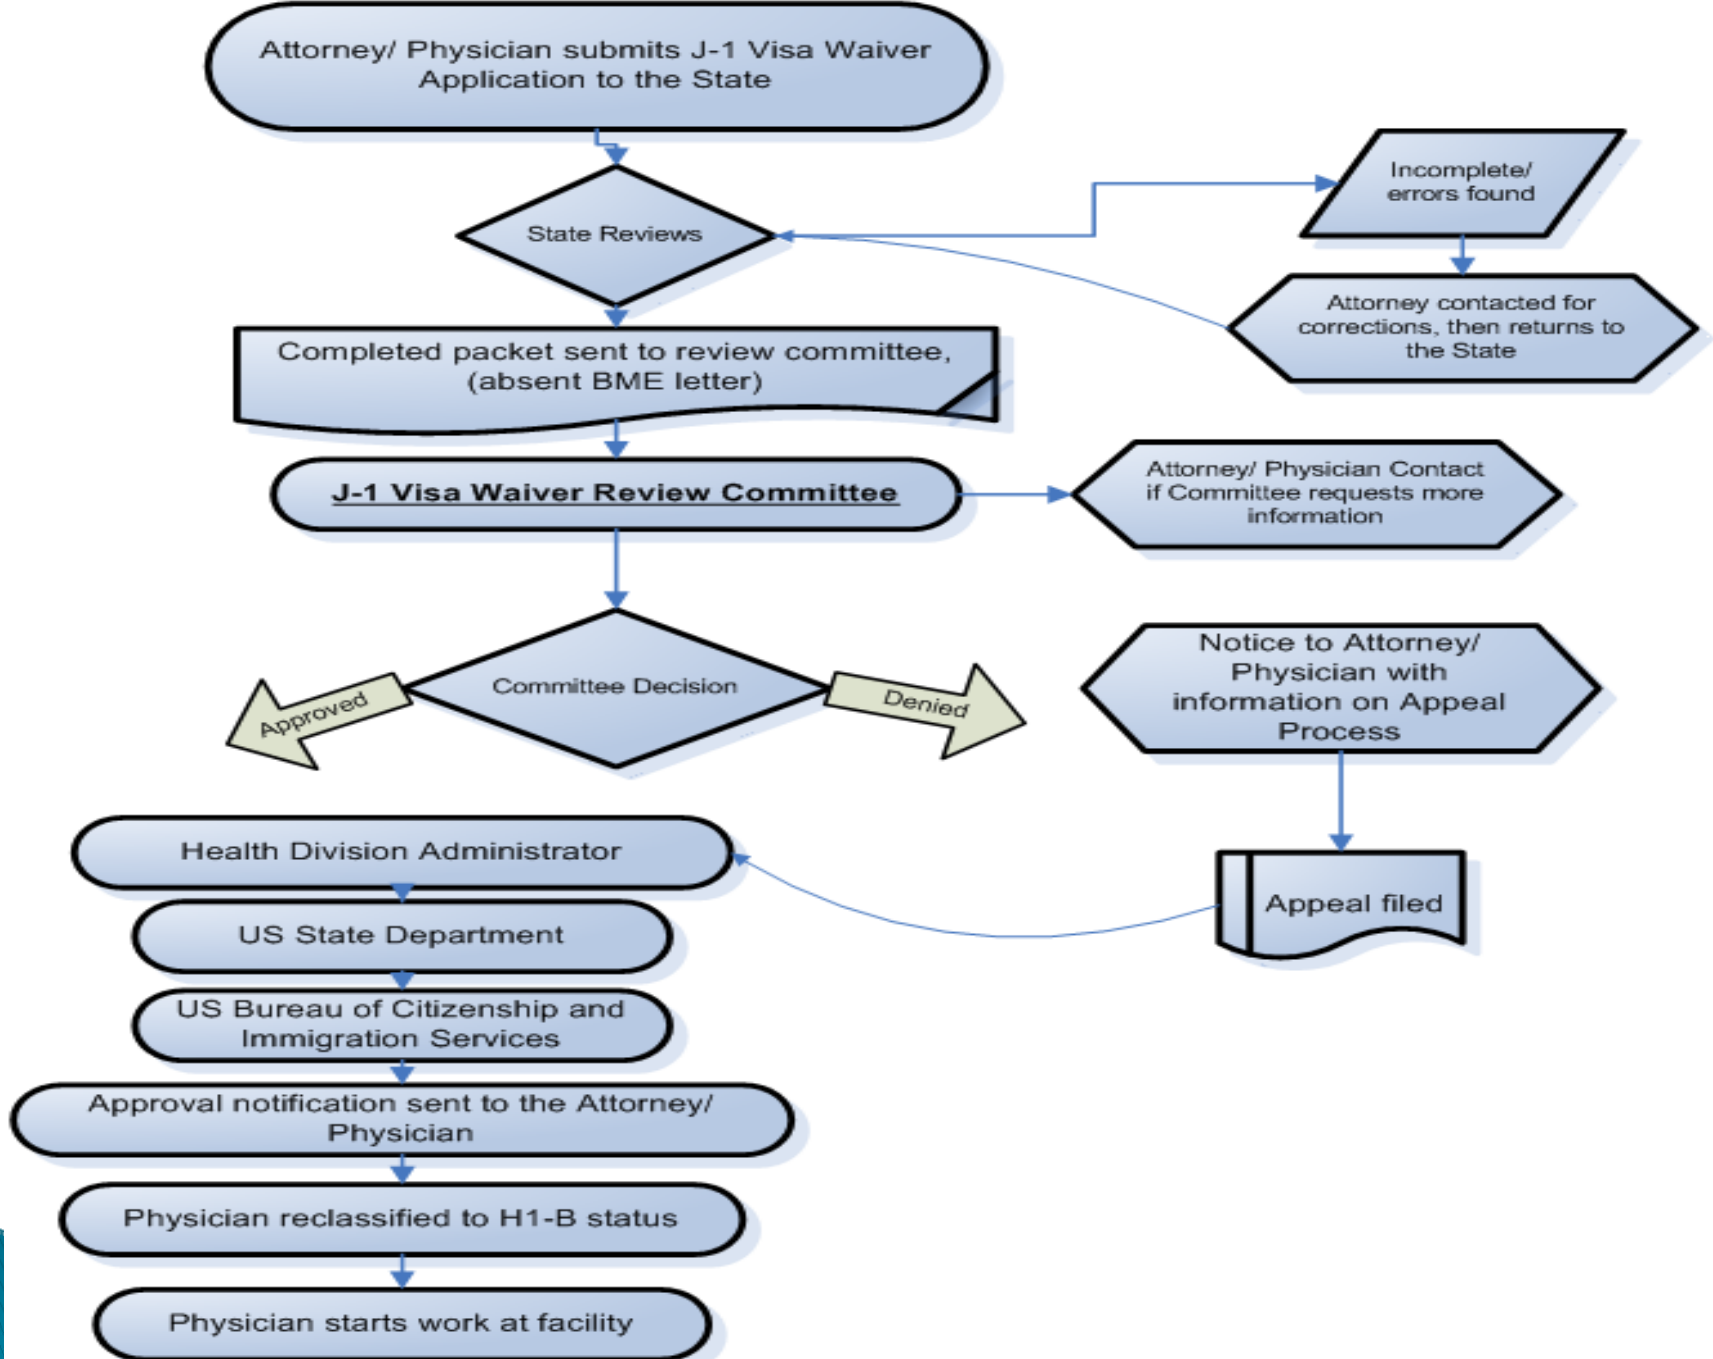 Attorney/ Physician submits J-1 Visa Waiver
Application to the State
Incomplete/
errors found
State Reviews
Attorney contacted for
corrections, then returns to
the State
Completed packet sent to review committee,
(absent BME letter)
J-1 Visa Waiver Review Committee
Attorney/ Physician Contact
if Committee requests more
information
Committee Decision
Approved
Denied
Notice to Attorney/
Physician with
information on Appeal
Process
Health Division Administrator
Appeal filed
US State Department
US Bureau of Citizenship and
Immigration Services
Approval notification sent to the Attorney/
Physician
Physician reclassified to H1-B status
Physician starts work at facility